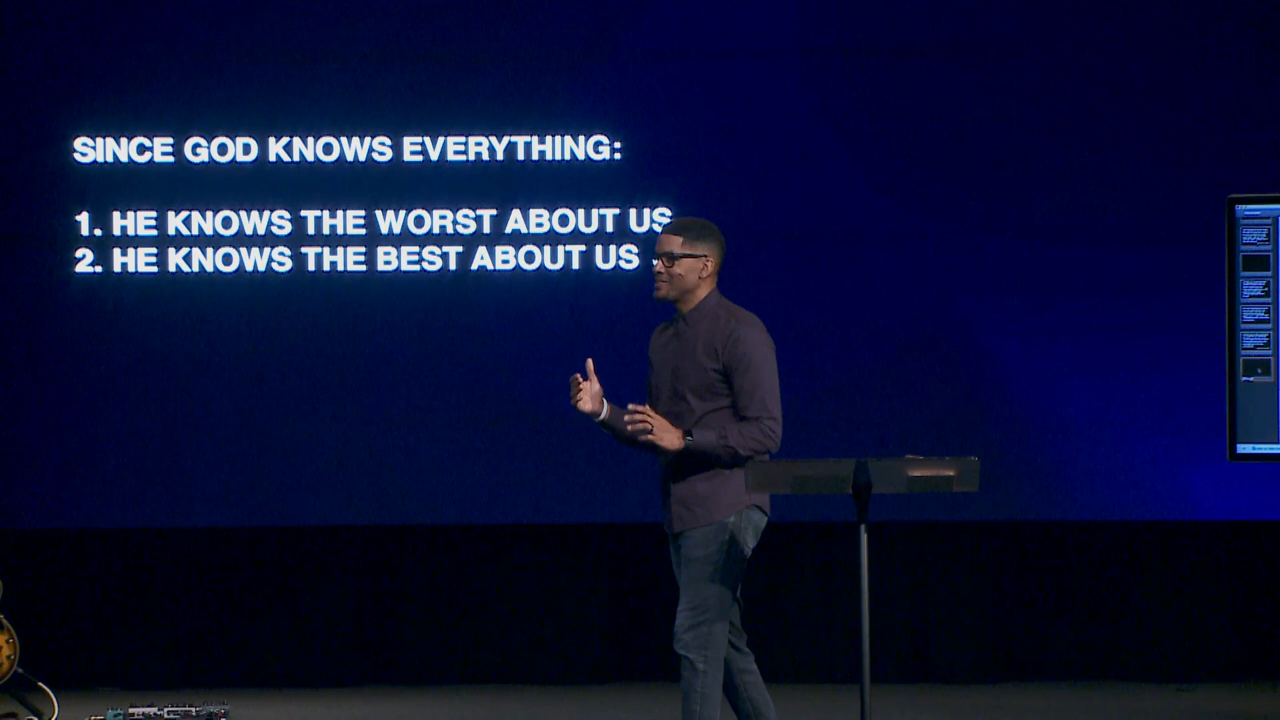 SINCE GOD KNOWS EVERYTHING:
1. HE KNOWS THE WORST ABOUT US
2. HE KNOWS THE BEST ABOUT US